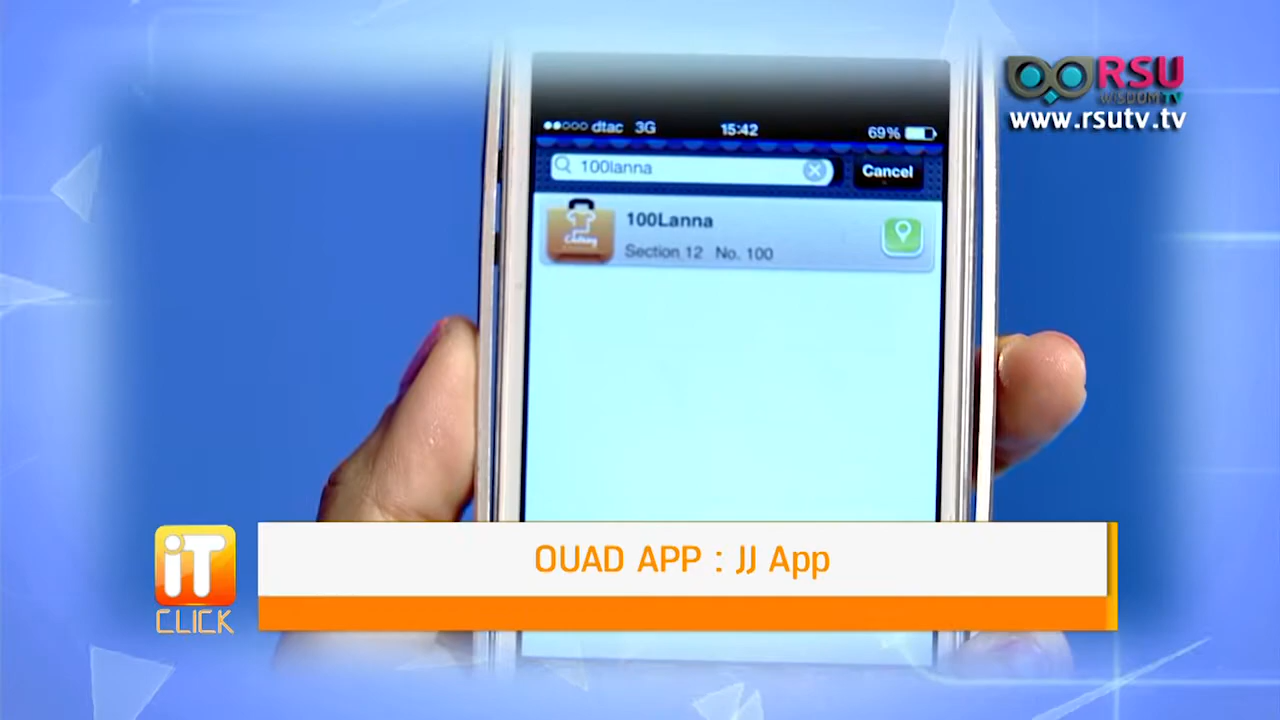 RSU
WISDOM TV
www.rsutv.tv
dtac 3G 15:42 69%
100lanna
Cancel
100Lanna
Clothing
Section 12 No. 100
OUAD APP : JJ App
iT
CLICK